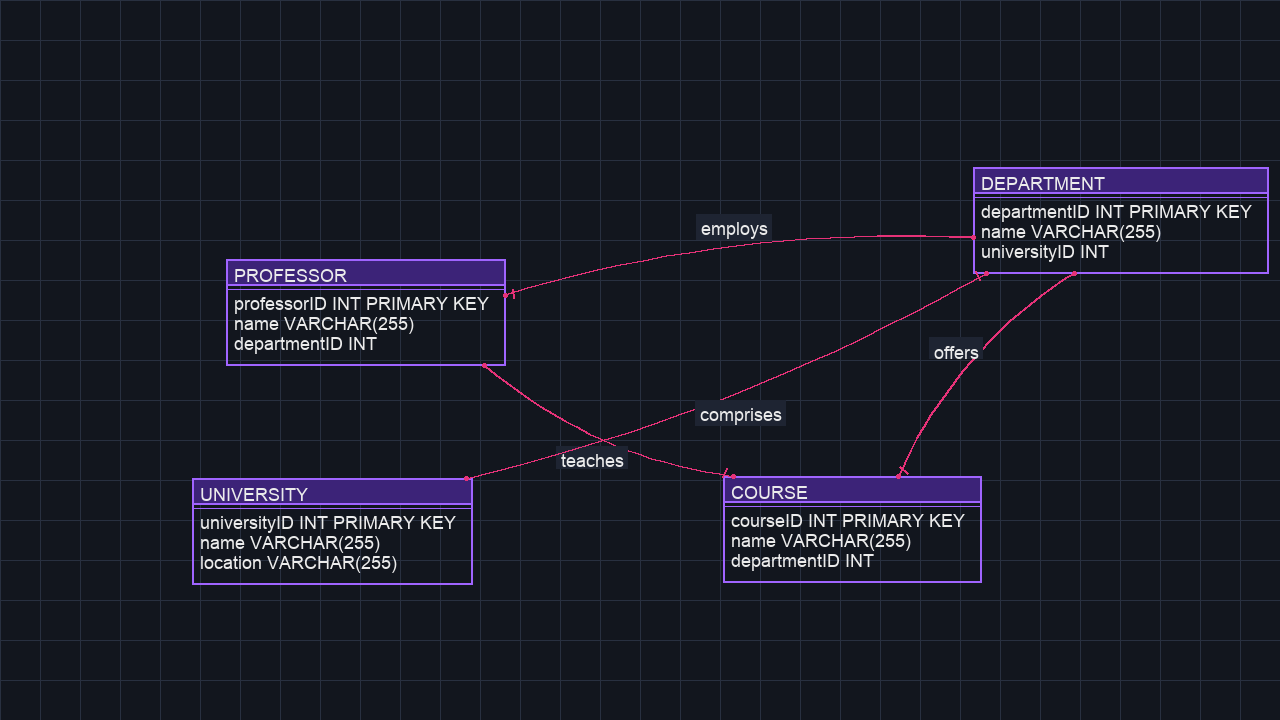 DEPARTMENT
departmentID INT PRIMARY KEY
name VARCHAR(255)
universityID INT
employs
PROFESSOR
professorID INT PRIMARY KEY
name VARCHAR(255)
departmentID INT
offers
comprises
teaches
UNIVERSITY
universityID INT PRIMARY KEY
name VARCHAR(255)
location VARCHAR(255)
COURSE
courseID INT PRIMARY KEY
name VARCHAR(255)
departmentID INT